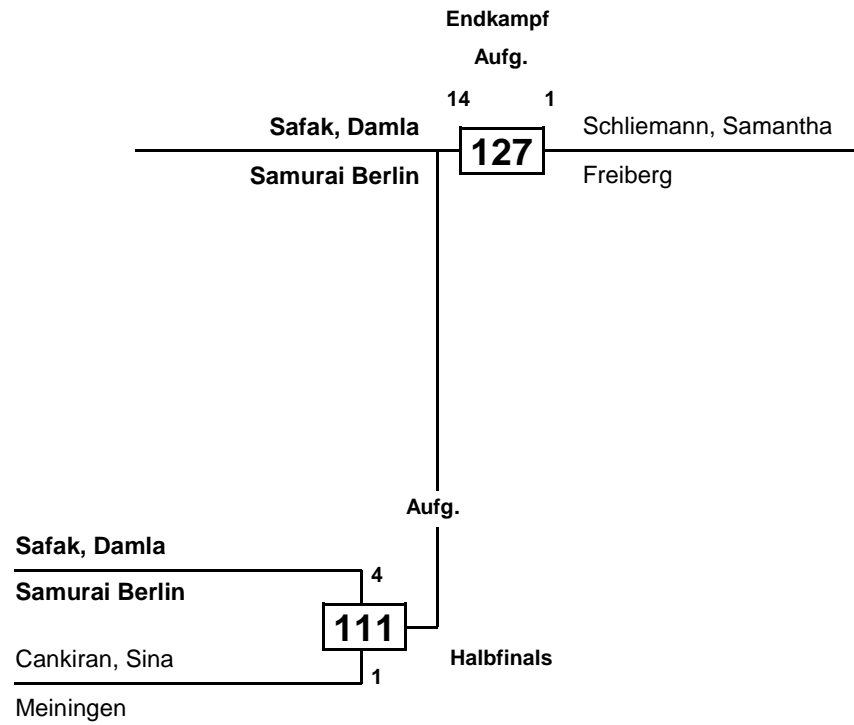 Endkampf
Aufg.
14 1
Safak, Damla 127 Schliemann, Samantha
Samurai Berlin Freiberg
Aufg.
Safak, Damla
4
Samurai Berlin
111
Cankiran, Sina Halbfinals
1
Meiningen